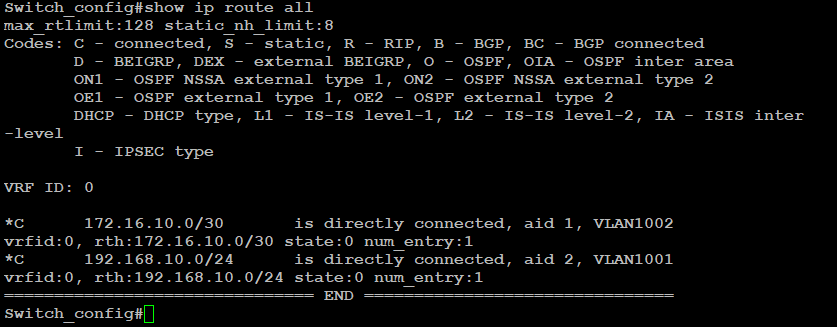 Switch_config#show ip route all
max_rtlimit:128 static_nh_limit:8
Codes: C - connected, S - static, R - RIP, B - BGP, BC - BGP connected
       D - BEIGRP, DEX - external BEIGRP, O - OSPF, OIA - OSPF inter area
       ON1 - OSPF NSSA external type 1, ON2 - OSPF NSSA external type 2
       OE1 - OSPF external type 1, OE2 - OSPF external type 2
       DHCP - DHCP type, L1 - IS-IS level-1, L2 - IS-IS level-2, IA - ISIS inter
-level
       I - IPSEC type
VRF ID: 0
*C      172.16.10.0/30       is directly connected, aid 1, VLAN1002
vrfid:0, rth:172.16.10.0/30 state:0 num_entry:1
*C      192.168.10.0/24      is directly connected, aid 2, VLAN1001
vrfid:0, rth:192.168.10.0/24 state:0 num_entry:1
=============================== END ===============================
Switch_config#